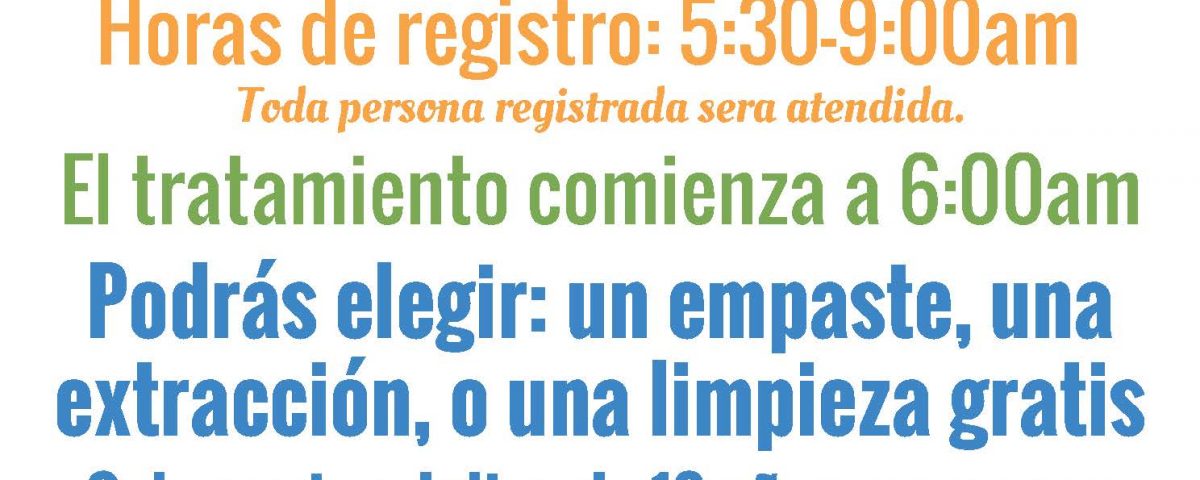 Horas de registro: 5:30-9:00am
Toda persona registrada sera atendida.
El tratamiento comienza a 6:00am
Podrás elegir: un empaste, una
extracción, o una limpieza gratis